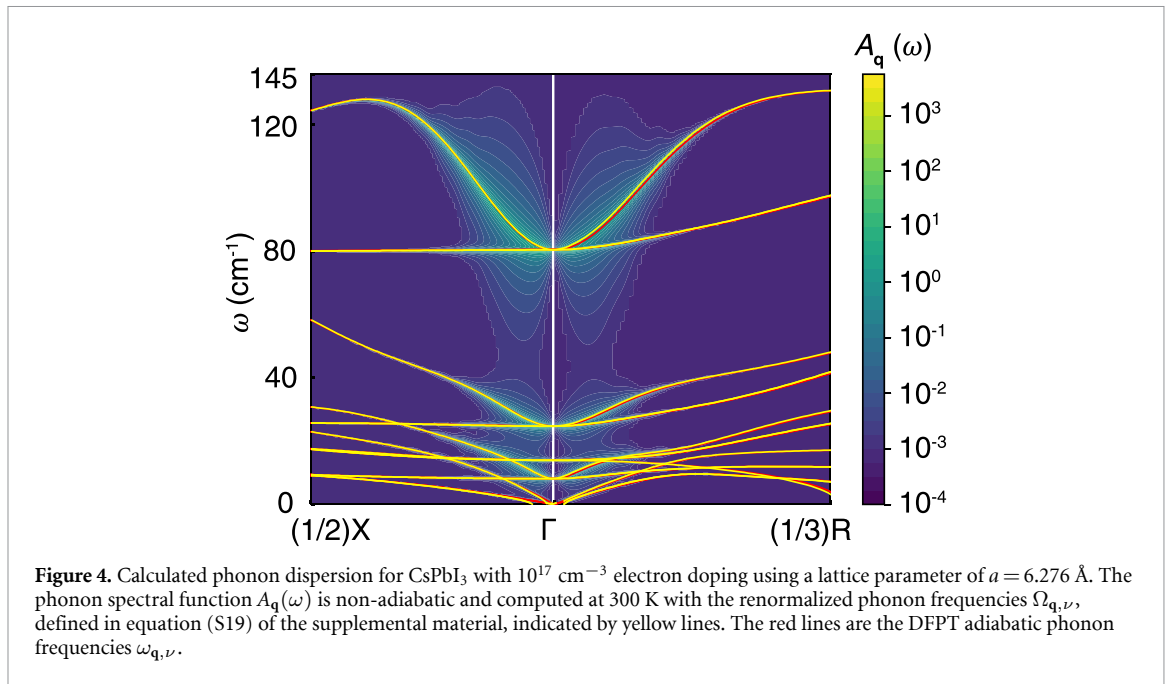 A_q (ω)
145
120
80
40
0
ω (cm⁻¹)
(1/2)X
Γ
(1/3)R
10³
10²
10¹
10⁰
10⁻¹
10⁻²
10⁻³
10⁻⁴
Figure 4. Calculated phonon dispersion for CsPbI₃ with 10¹⁷ cm⁻³ electron doping using a lattice parameter of a = 6.276 Å. The
phonon spectral function A_q(ω) is non-adiabatic and computed at 300 K with the renormalized phonon frequencies Ω_q,ν,
defined in equation (S19) of the supplemental material, indicated by yellow lines. The red lines are the DFPT adiabatic phonon
frequencies ω_q,ν.